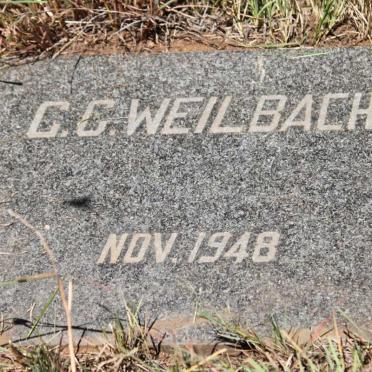 C.C. WEILBACH
NOV. 1948